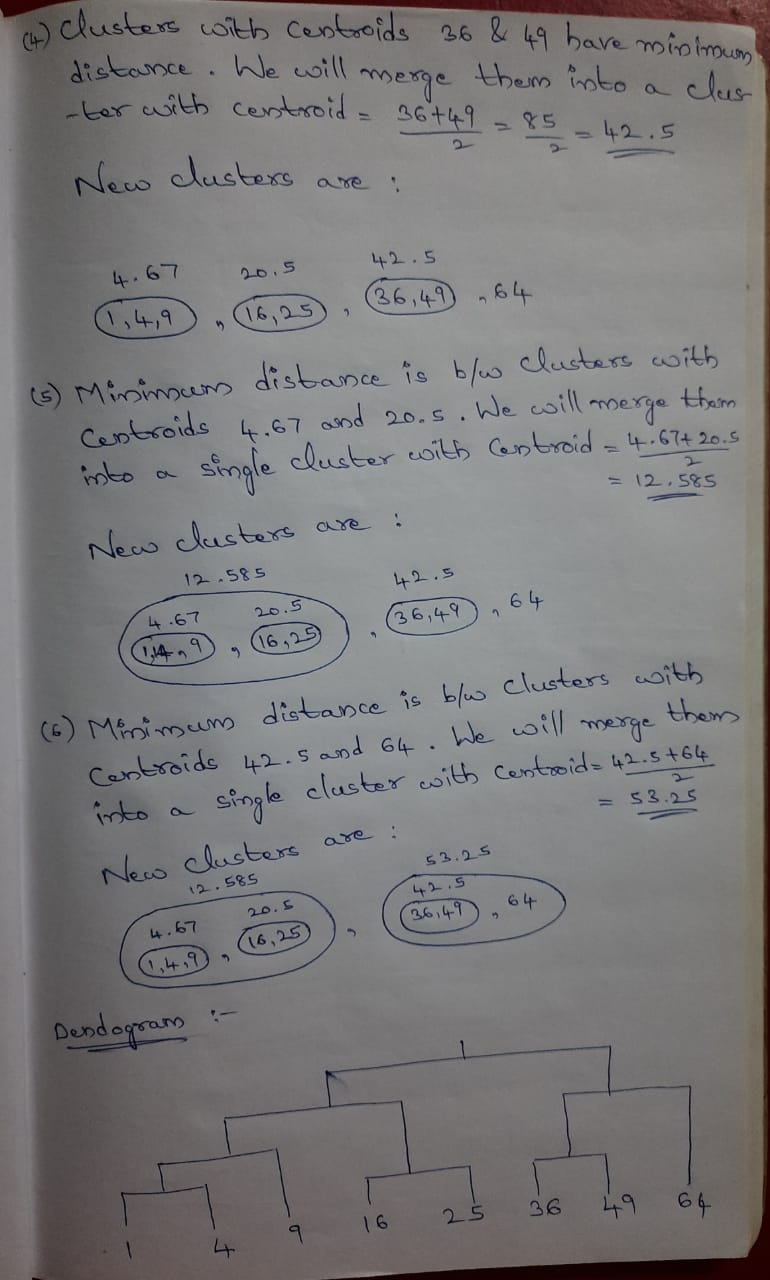 (4) Clusters with Centroids 36 & 49 have minimum
distance. We will merge them into a clus
-ter with centroid = 36+49/2 = 85/2 = 42.5
New clusters are :
4.67 20.5 42.5
1,4,9 , 16,25 , 36,49 , 64
(5) Minimum distance is b/w clusters with
Centroids 4.67 and 20.5. We will merge them
into a single cluster with Centroid = 4.67+20.5/2
= 12.585
New clusters are :
12.585
4.67 20.5 42.5
1,4,9 , 16,25 , 36,49 , 64
(6) Minimum distance is b/w clusters with
Centroids 42.5 and 64. We will merge them
into a single cluster with centroid = 42.5+64/2
= 53.25
New clusters are :
12.585 53.25
4.67 20.5 42.5
1,4,9 , 16,25 , 36,49 , 64
Dendogram :-
1 4 9 16 25 36 49 64